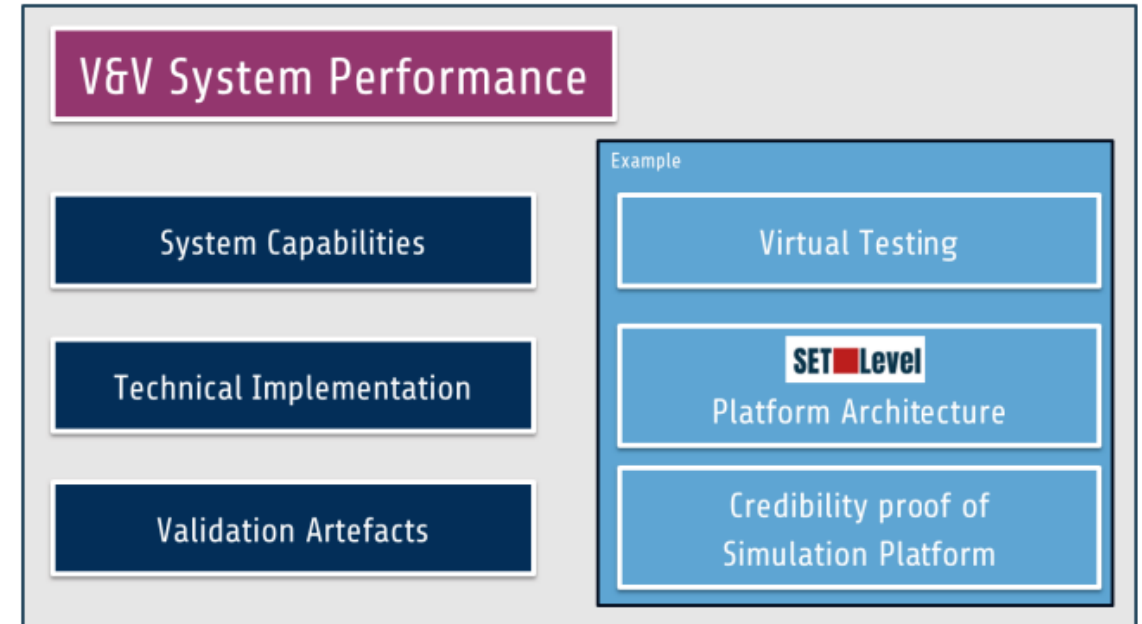 V&V System Performance
Example
System Capabilities
Virtual Testing
Technical Implementation
SET Level
Platform Architecture
Validation Artefacts
Credibility proof of
Simulation Platform